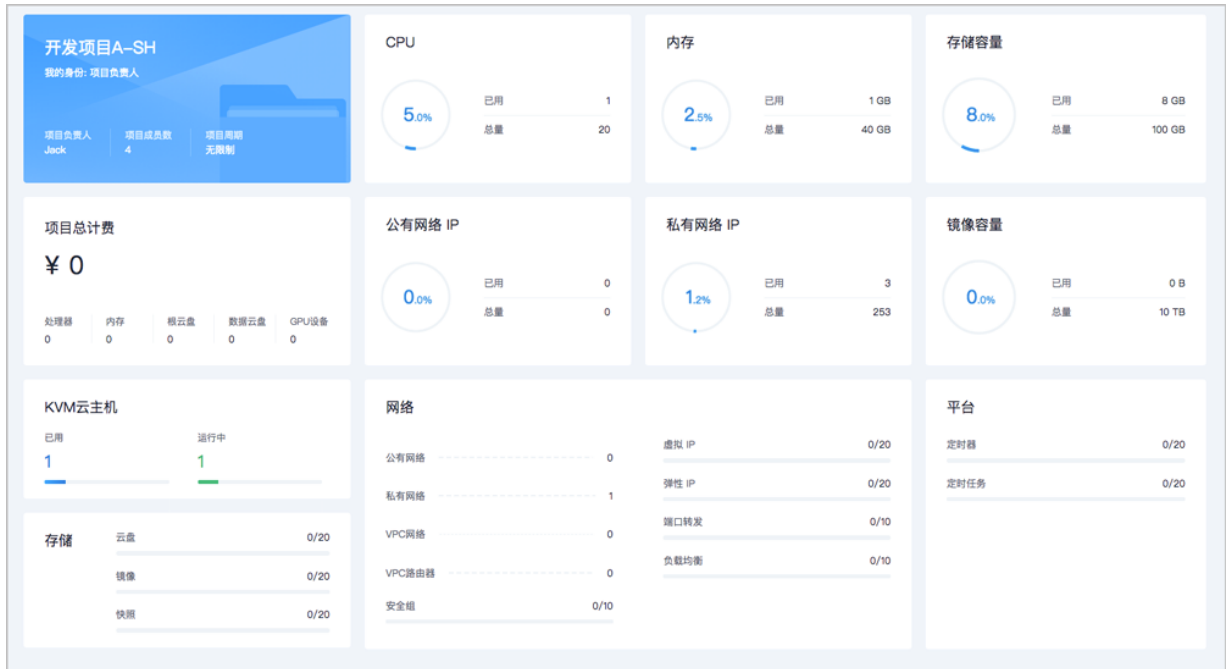 开发项目A-SH
我的身份: 项目负责人
项目负责人 项目成员数 项目周期
Jack 4 无限制
CPU
5.0%
已用 1
总量 20
内存
2.5%
已用 1 GB
总量 40 GB
存储容量
8.0%
已用 8 GB
总量 100 GB
项目总计费
¥ 0
处理器 内存 根云盘 数据云盘 GPU设备
0 0 0 0 0
公有网络 IP
0.0%
已用 0
总量 0
私有网络 IP
1.2%
已用 3
总量 253
镜像容量
0.0%
已用 0 B
总量 10 TB
KVM云主机
已用 运行中
1 1
存储
云盘 0/20
镜像 0/20
快照 0/20
网络
公有网络 0
私有网络 1
VPC网络 0
VPC路由器 0
安全组 0/10
虚拟 IP 0/20
弹性 IP 0/20
端口转发 0/10
负载均衡 0/10
平台
定时器 0/20
定时任务 0/20